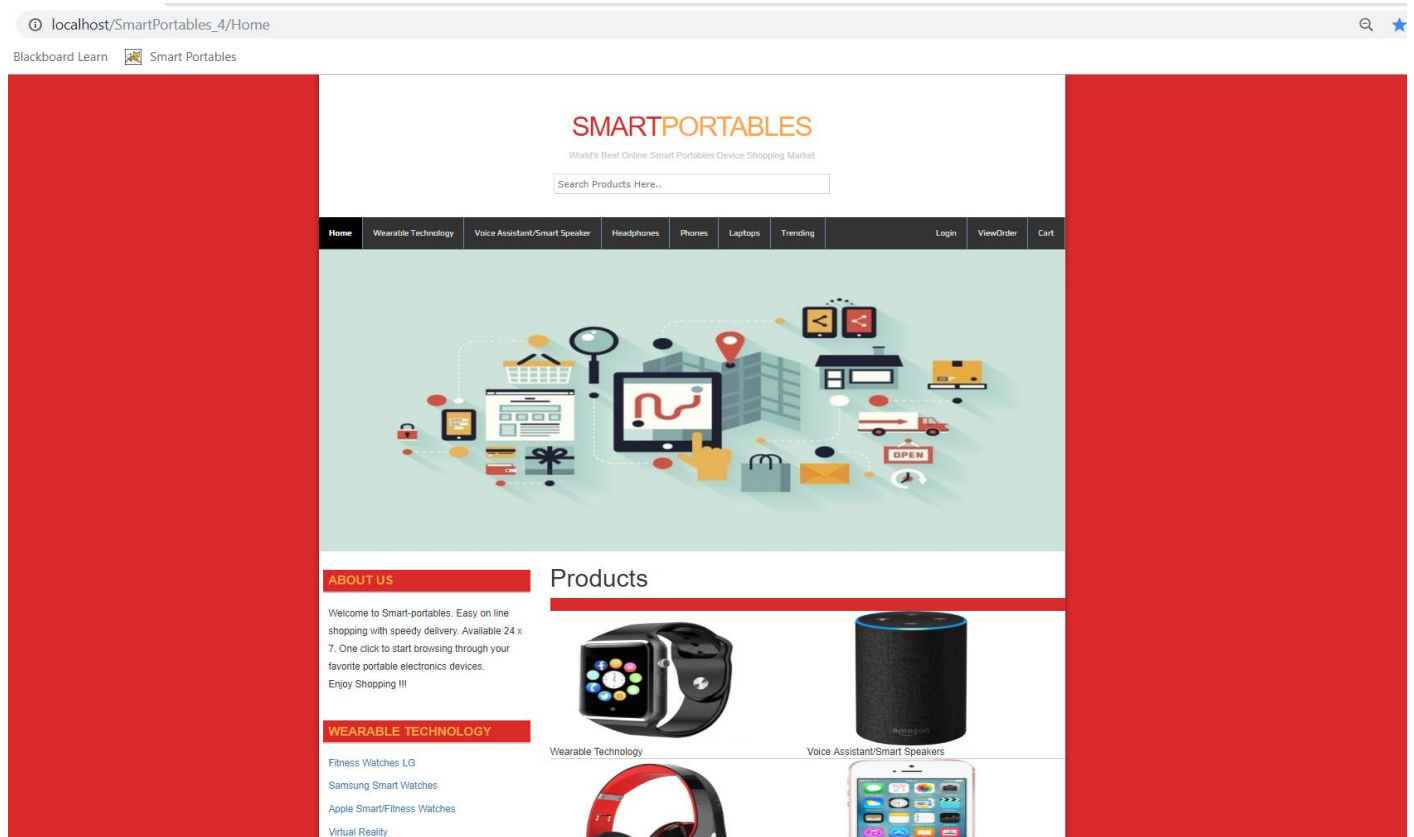 localhost/SmartPortables_4/Home
Blackboard Learn Smart Portables
SMARTPORTABLES
World's Best Online Smart Portables Device Shopping Market
Search Products Here..
Home Wearable Technology Voice Assistant/Smart Speaker Headphones Phones Laptops Trending Login ViewOrder Cart
OPEN
ABOUT US
Welcome to Smart-portables. Easy on line
shopping with speedy delivery. Available 24 x
7. One click to start browsing through your
favorite portable electronics devices.
Enjoy Shopping !!!
WEARABLE TECHNOLOGY
Fitness Watches LG
Samsung Smart Watches
Apple Smart/Fitness Watches
Virtual Reality
Products
amazon
Wearable Technology
Voice Assistant/Smart Speakers